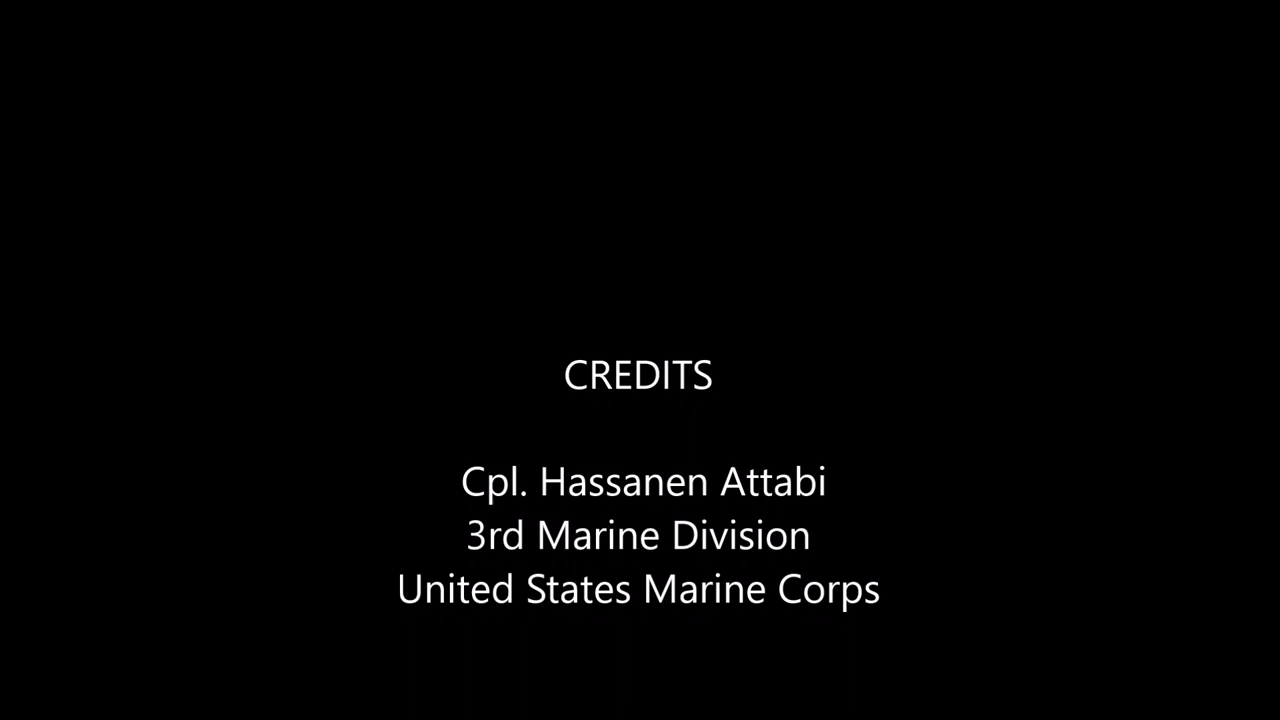 CREDITS
Cpl. Hassanen Attabi
3rd Marine Division
United States Marine Corps